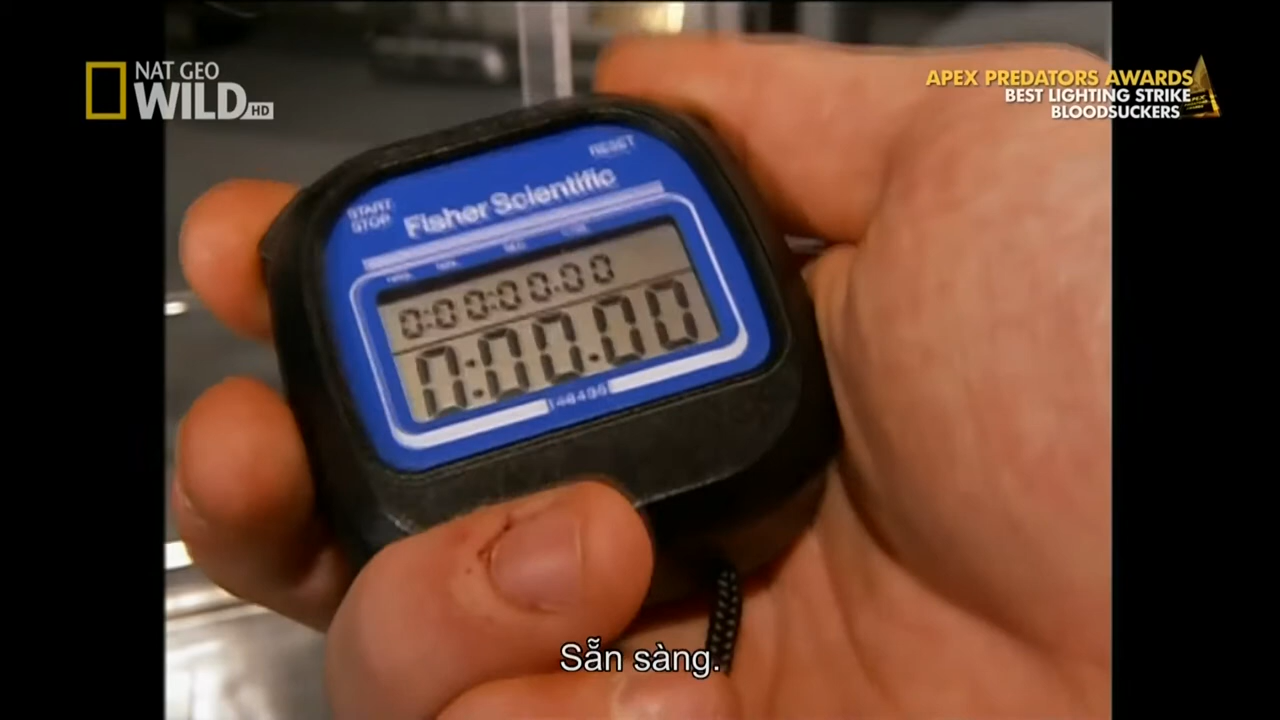 NAT GEO
WILD HD
APEX PREDATORS AWARDS
BEST LIGHTING STRIKE
BLOODSUCKERS
RESET
START
STOP
Fisher Scientific
0:00:00.00
0:00.00
Sẵn sàng.